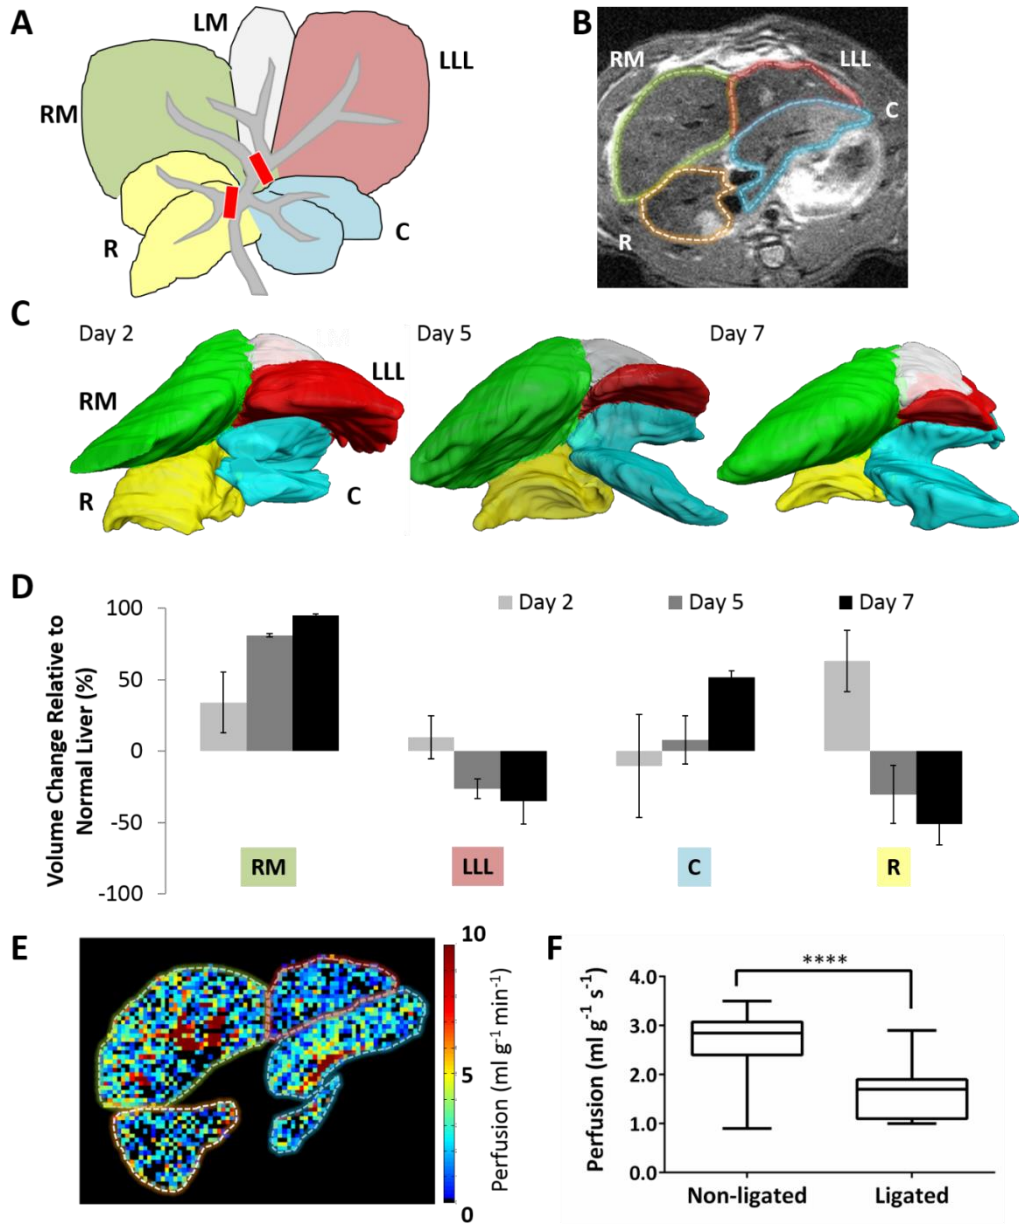 A
LM
LLL
RM
R
C
B
RM
LLL
C
R
C
Day 2
LM
LLL
RM
R
C
Day 5
Day 7
D
Volume Change Relative to
Normal Liver (%)
100
50
0
-50
-100
Day 2
Day 5
Day 7
RM
LLL
C
R
E
10
5
0
Perfusion (ml g⁻¹ min⁻¹)
F
****
Perfusion (ml g⁻¹ s⁻¹)
4.0
3.0
2.0
1.0
0.0
Non-ligated
Ligated